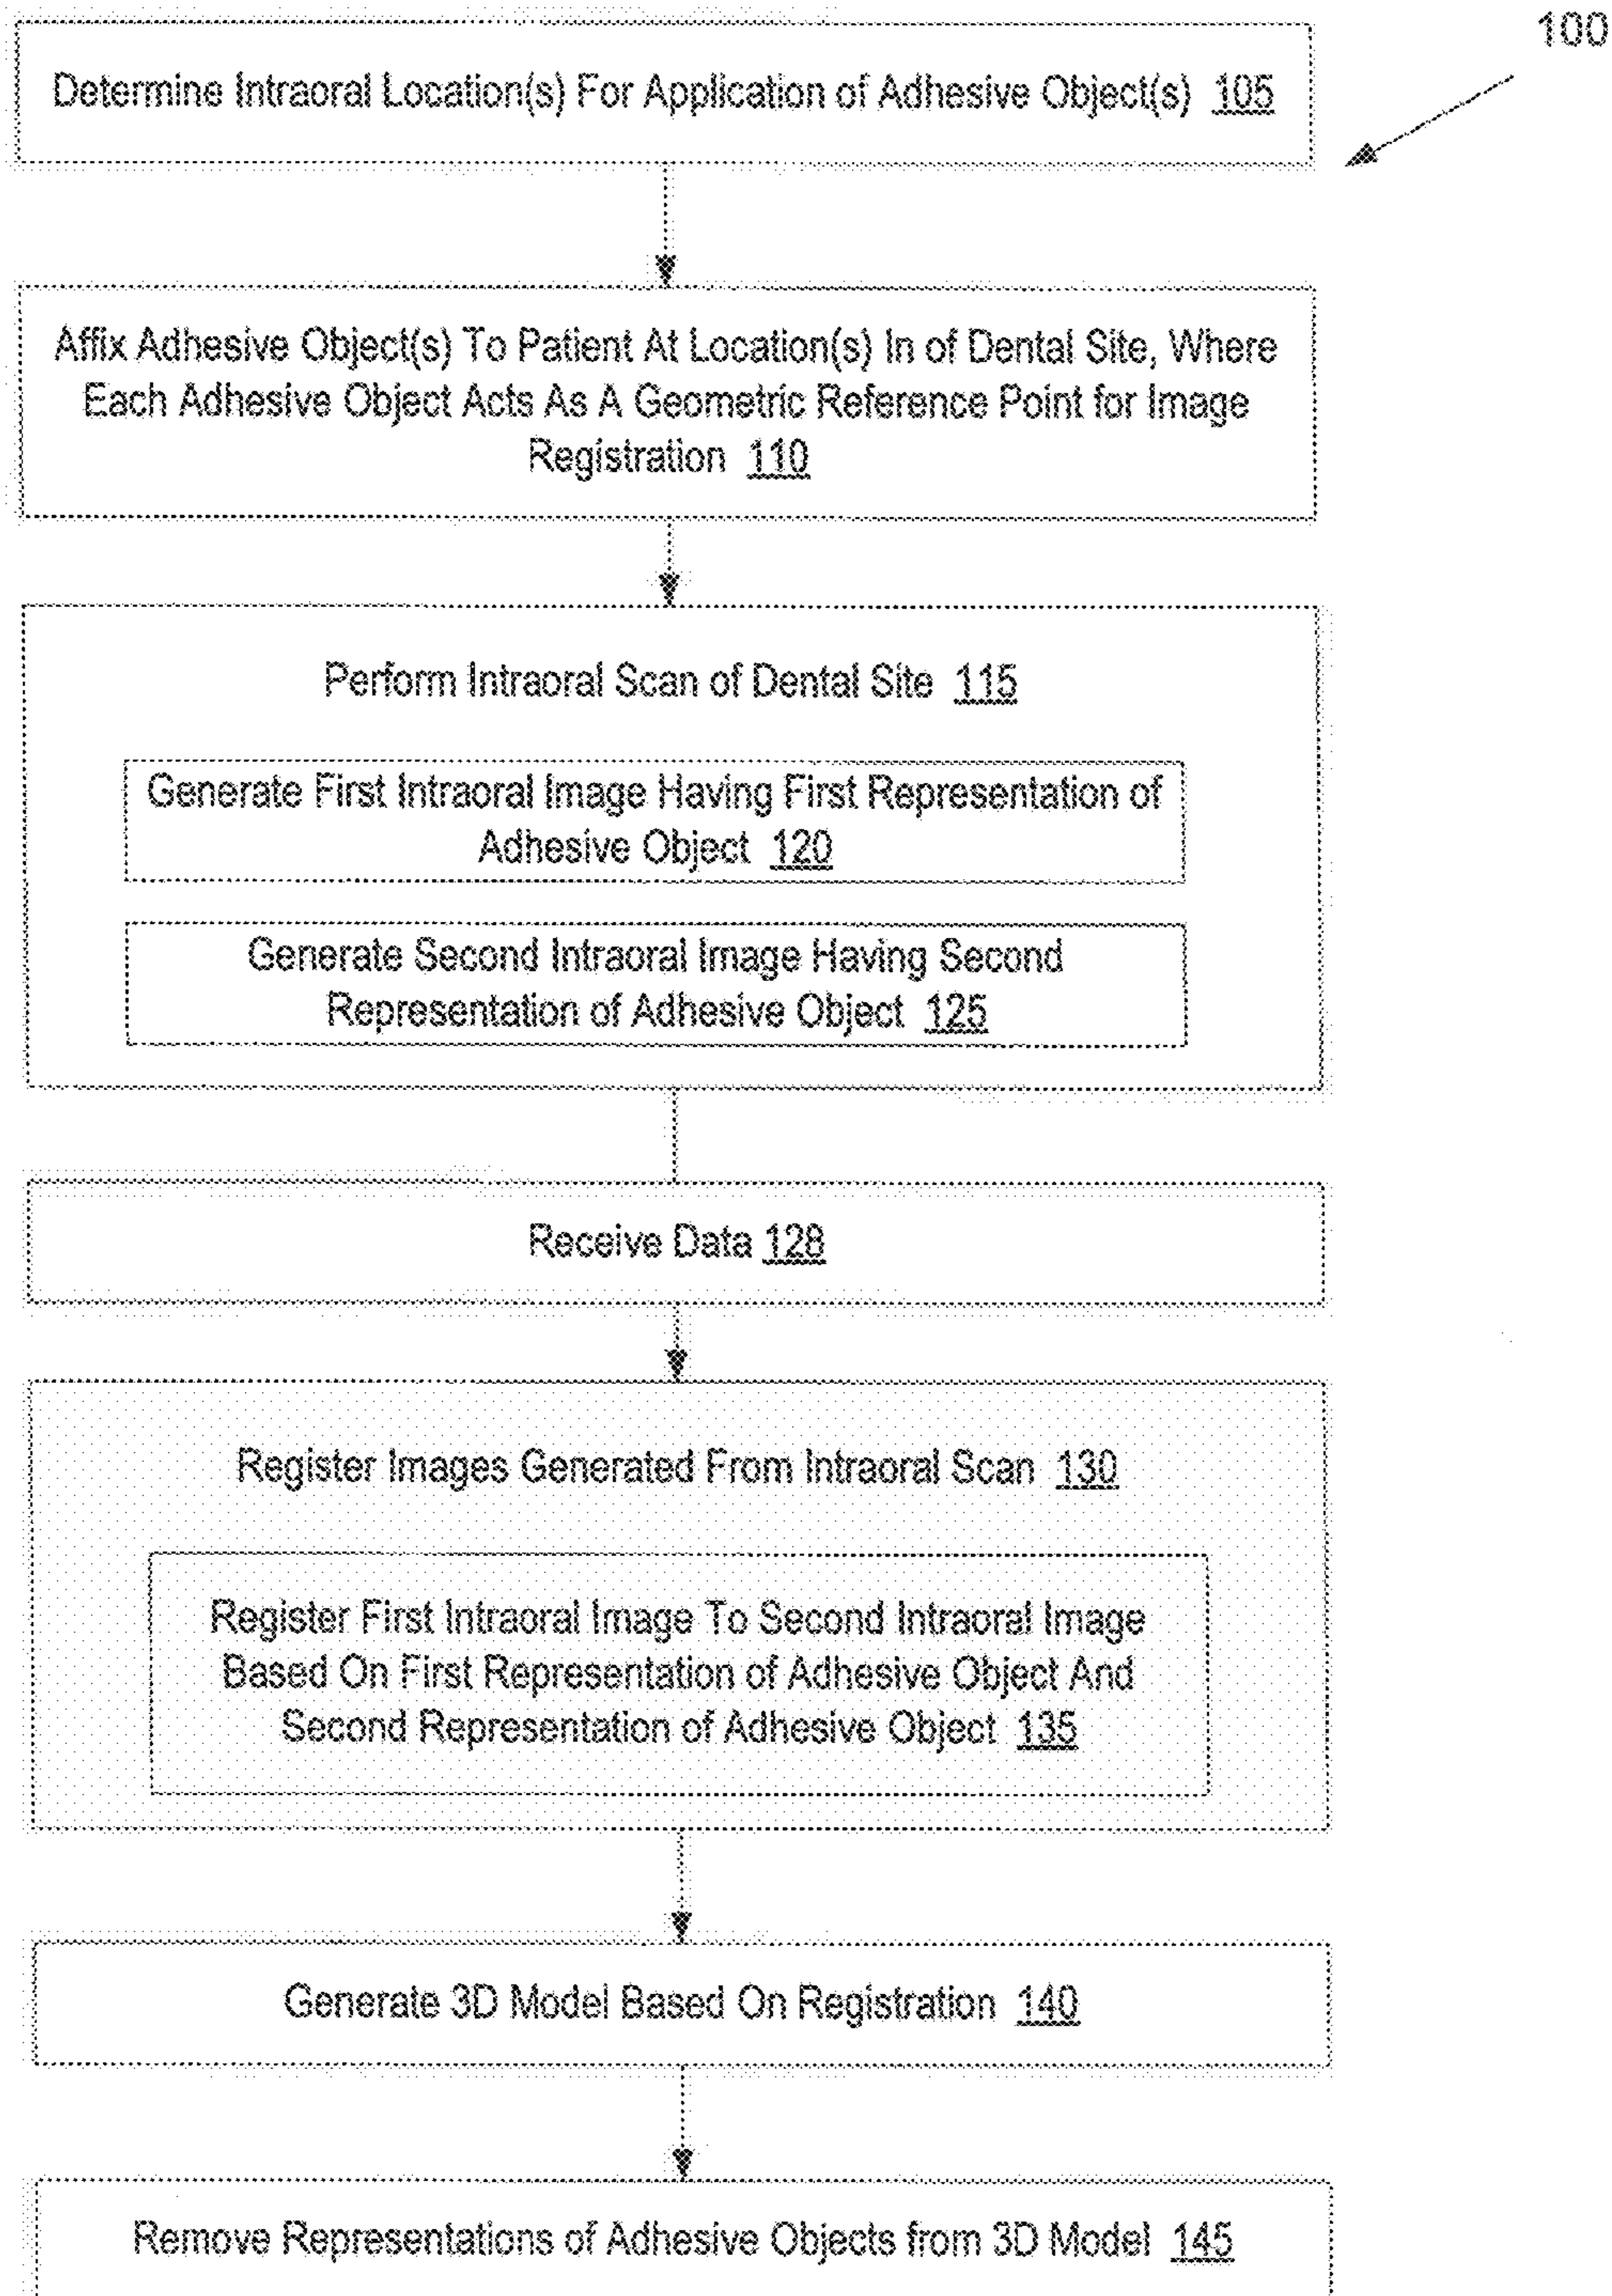 100
Determine Intraoral Location(s) For Application of Adhesive Object(s) 105
Affix Adhesive Object(s) To Patient At Location(s) In of Dental Site, Where
Each Adhesive Object Acts As A Geometric Reference Point for Image
Registration 110
Perform Intraoral Scan of Dental Site 115
Generate First Intraoral Image Having First Representation of
Adhesive Object 120
Generate Second Intraoral Image Having Second
Representation of Adhesive Object 125
Receive Data 128
Register Images Generated From Intraoral Scan 130
Register First Intraoral Image To Second Intraoral Image
Based On First Representation of Adhesive Object And
Second Representation of Adhesive Object 135
Generate 3D Model Based On Registration 140
Remove Representations of Adhesive Objects from 3D Model 145